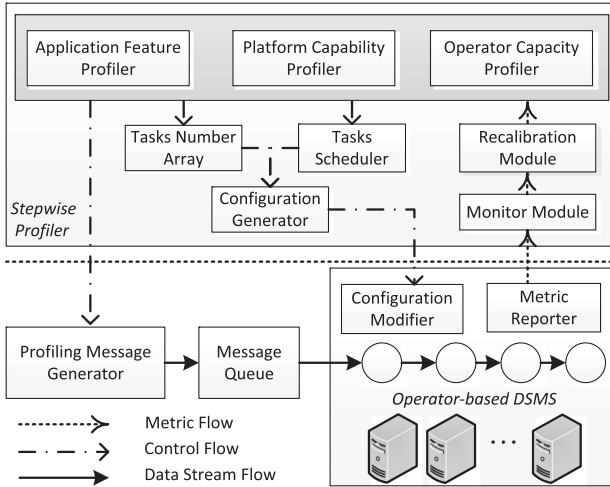 Application Feature
Profiler
Platform Capability
Profiler
Operator Capacity
Profiler
Tasks Number
Array
Tasks
Scheduler
Recalibration
Module
Configuration
Generator
Monitor Module
Stepwise
Profiler
Configuration
Modifier
Metric
Reporter
Profiling Message
Generator
Message
Queue
Operator-based DSMS
...
Metric Flow
Control Flow
Data Stream Flow